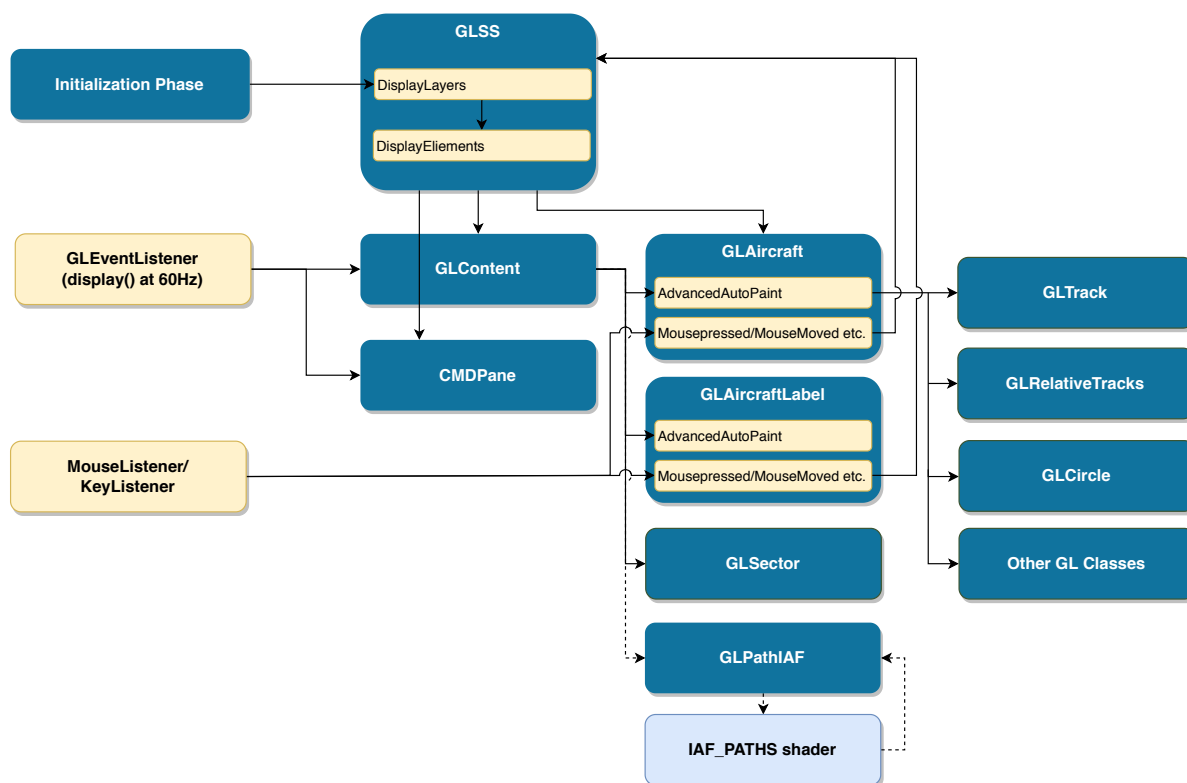 GLSS
Initialization Phase
DisplayLayers
DisplayEliements
GLEventListener
(display() at 60Hz)
GLContent
GLAircraft
AdvancedAutoPaint
Mousepressed/MouseMoved etc.
GLTrack
CMDPane
GLRelativeTracks
GLAircraftLabel
AdvancedAutoPaint
Mousepressed/MouseMoved etc.
MouseListener/
KeyListener
GLCircle
GLSector
Other GL Classes
GLPathIAF
IAF_PATHS shader